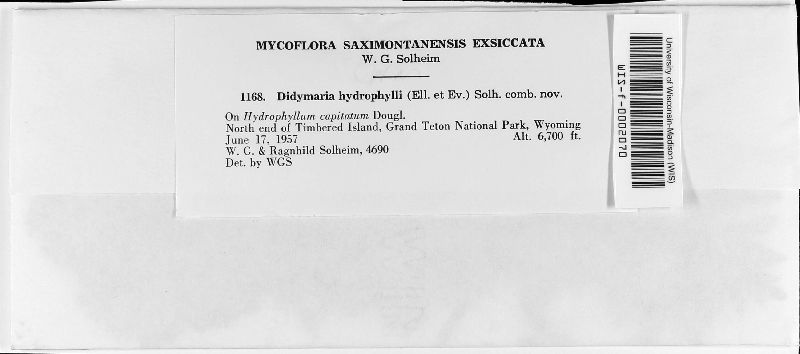 MYCOFLORA SAXIMONTANENSIS EXSICCATA
W. G. Solheim
1168. Didymaria hydrophylli (Ell. et Ev.) Solh. comb. nov.
On Hydrophyllum capitatum Dougl.
North end of Timbered Island, Grand Teton National Park, Wyoming
June 17, 1957 Alt. 6,700 ft.
W. G. & Ragnhild Solheim, 4690
Det. by WGS
University of Wisconsin-Madison (WIS)
WIS-f-0002070